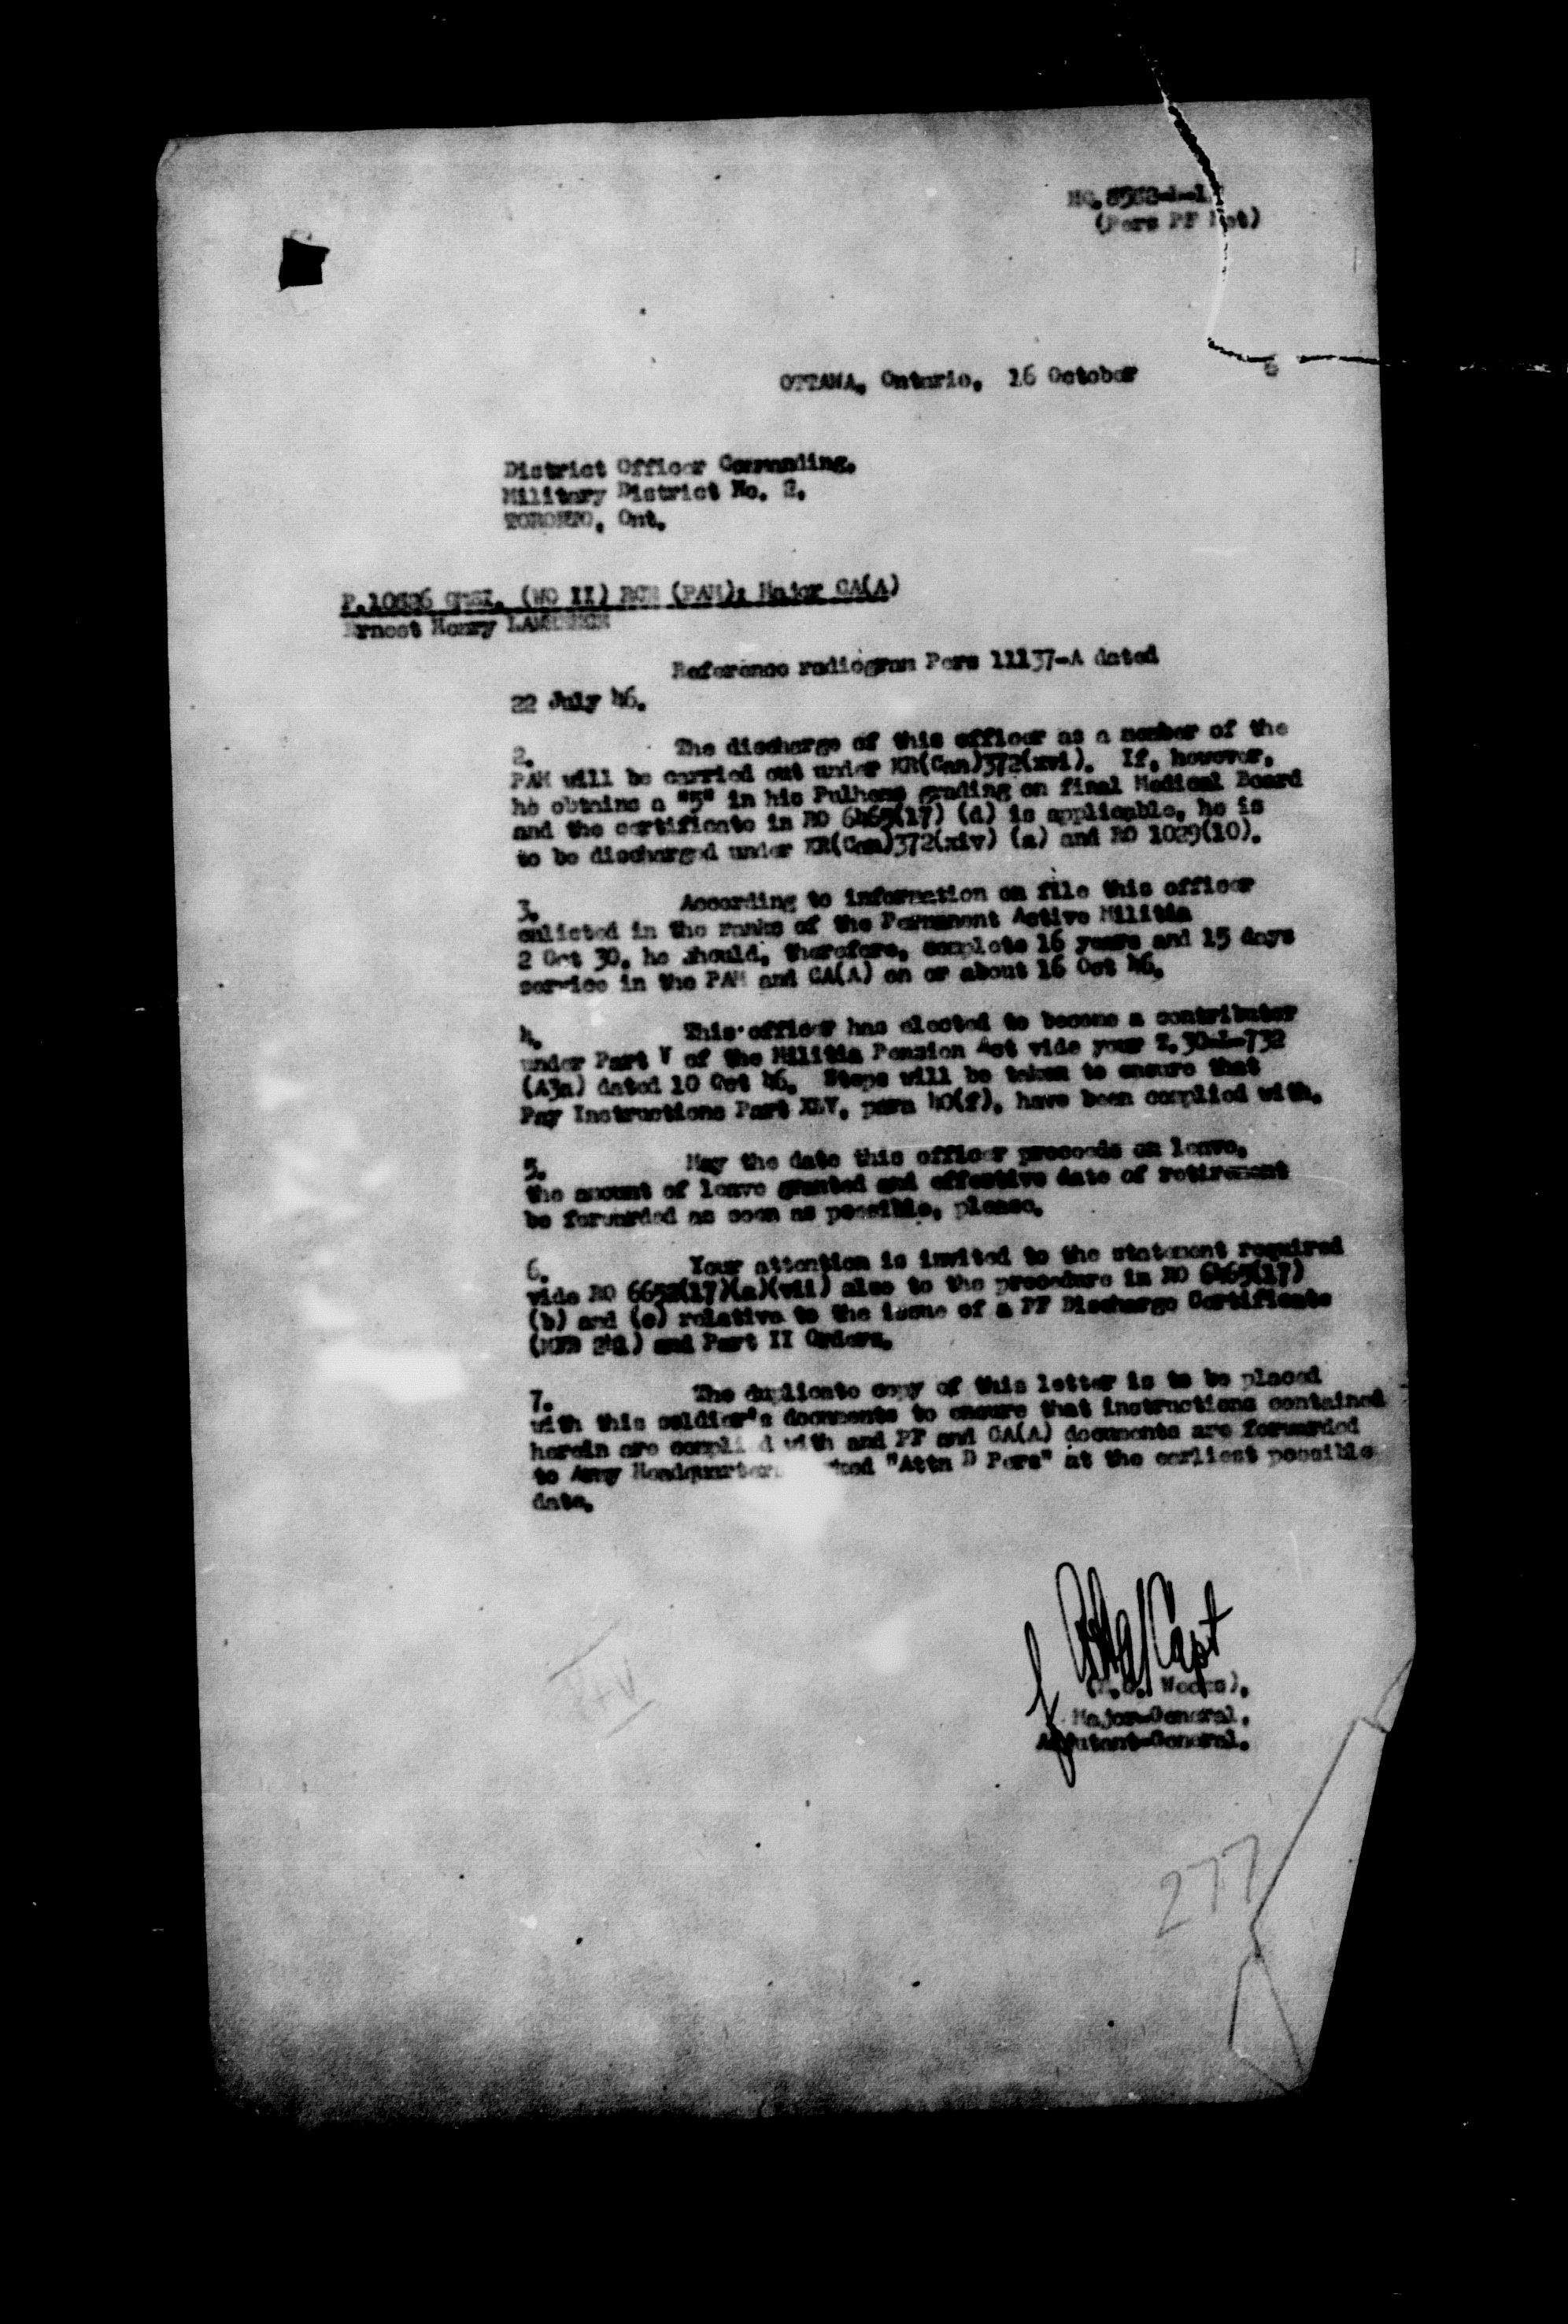 (Pers PF
OTTAWA, Ontario, 16 October
District Officer Commanding,
Military District No. 2,
TORONTO, Ont.
(WO II) (PAM); Major CA(A)
Ernest Henry
Reference radiogram Pers 11137-A dated
22 July 46.
2. The discharge of this officer as a member of the
PAM will be carried out under KR(Can)372(xvi). If, however,
he obtains a "5" in his Pulhems grading on final Medical Board
and the certificate in RO 6465(17) (d) is applicable, he is
to be discharged under KR(Can)372(xiv) (a) and RO 1029(10).
3. According to information on file this officer
enlisted in the ranks of the Permanent Active Militia
2 Oct 30, he should, therefore, complete 16 years and 15 days
service in the PAM and CA(A) on or about 16 Oct 46.
4. This officer has elected to become a contributor
under Part V of the Militia Pension Act vide your
(A3a) dated 10 Oct 46. Steps will be taken to ensure that
Pay Instructions Part XLV, para 40(f), have been complied with.
5. May the date this officer proceeds on leave,
the amount of leave granted and effective date of retirement
be forwarded as soon as possible, please.
6. Your attention is invited to the statement required
vide RO 6652(17)(a)(vii) also to the procedure in RO 6465(17)
(b) and (c) relative to the issue of a PF Discharge Certificate
and Part II Orders.
7. The duplicate copy of this letter is to be placed
with this soldier's documents to ensure that instructions contained
herein are complied with and PF and CA(A) documents are forwarded
to Army Headquarters "Attn D Pers" at the earliest possible
date.
Capt
Weeks),
Major-General,
Adjutant-General.
277